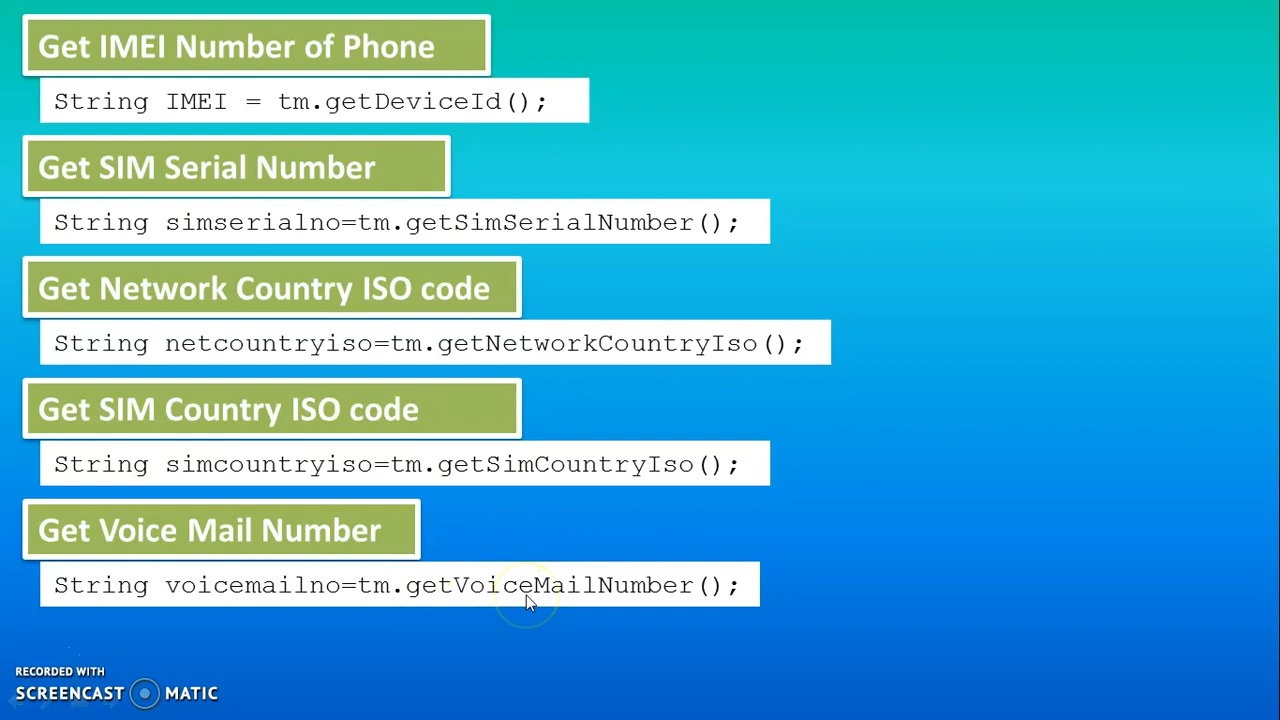 Get IMEI Number of Phone
String IMEI = tm.getDeviceId();
Get SIM Serial Number
String simserialno=tm.getSimSerialNumber();
Get Network Country ISO code
String netcountryiso=tm.getNetworkCountryIso();
Get SIM Country ISO code
String simcountryiso=tm.getSimCountryIso();
Get Voice Mail Number
String voicemailno=tm.getVoiceMailNumber();
RECORDED WITH
SCREENCAST MATIC